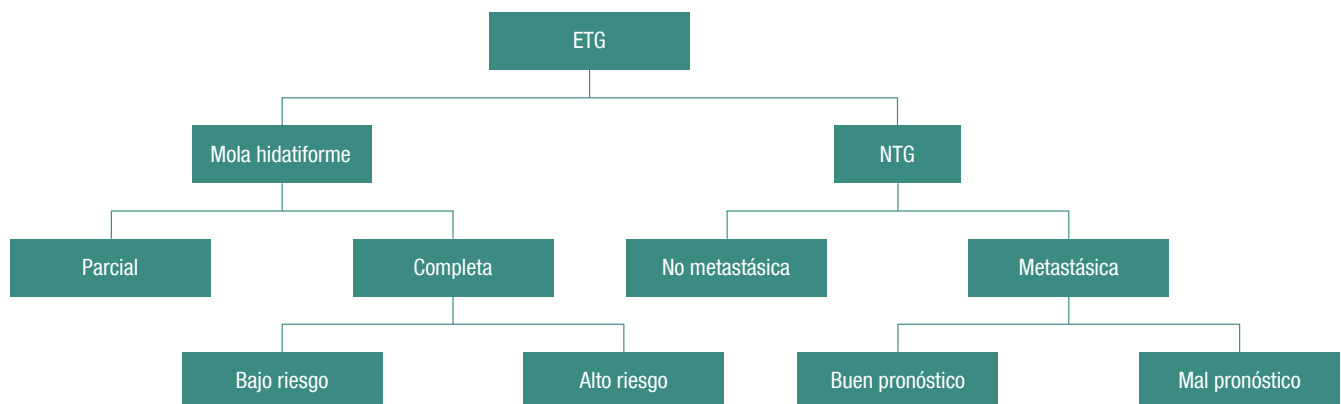 ETG
Mola hidatiforme
NTG
Parcial
Completa
No metastásica
Metastásica
Bajo riesgo
Alto riesgo
Buen pronóstico
Mal pronóstico